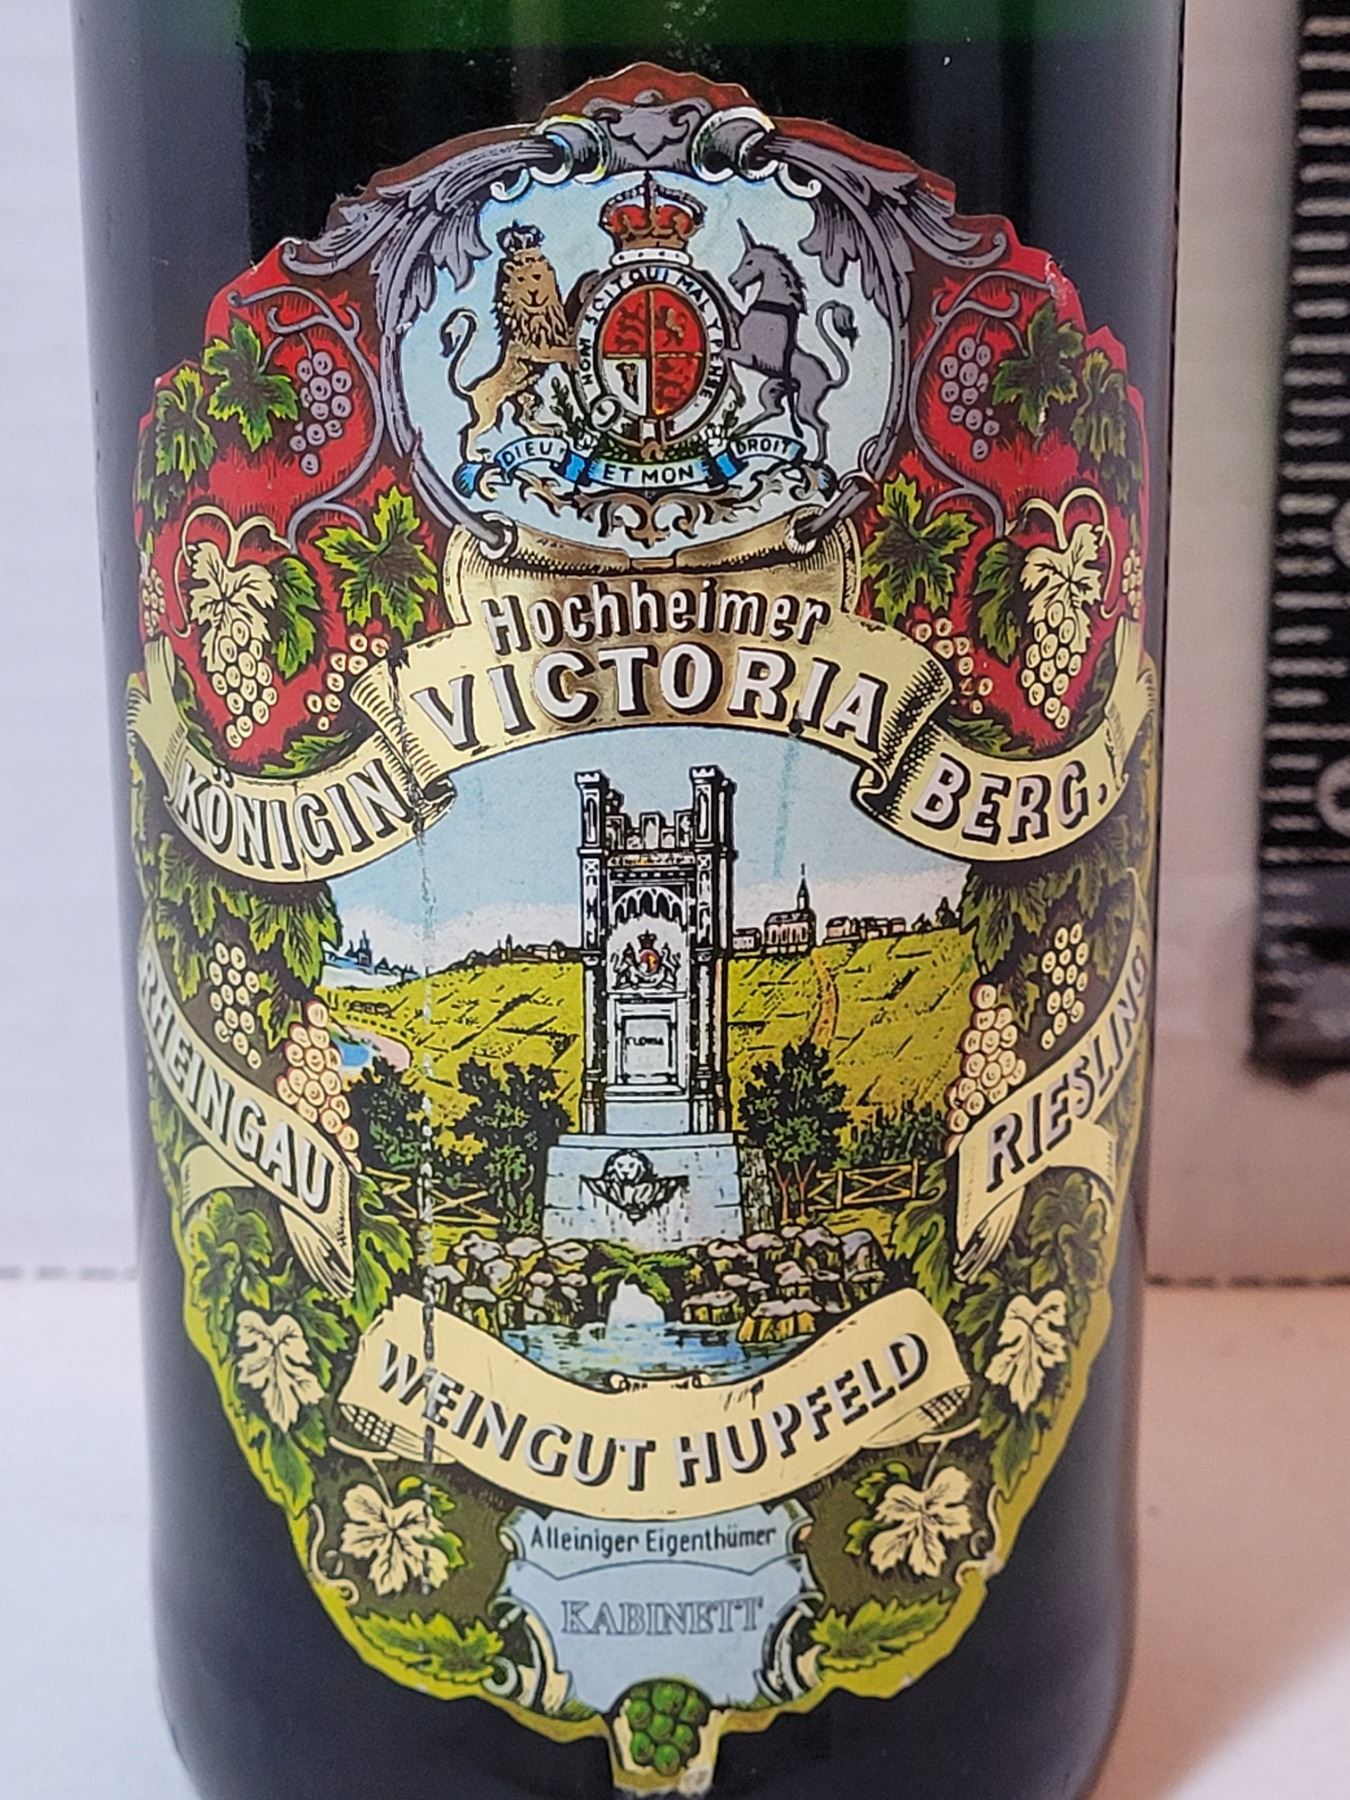 HONI SOIT QUI MAL Y PENSE
DIEU ET MON DROIT
Hochheimer
KÖNIGIN VICTORIA BERG.
RHEINGAU
RIESLING
WEINGUT HUPFELD
Alleiniger Eigenthümer
KABINETT